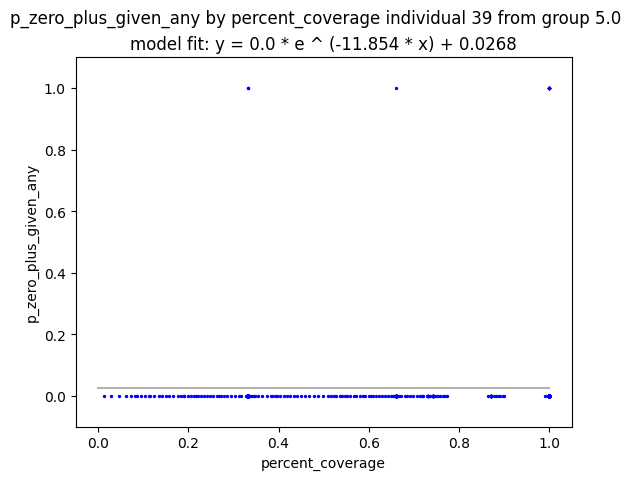 p_zero_plus_given_any by percent_coverage individual 39 from group 5.0
model fit: y = 0.0 * e ^ (-11.854 * x) + 0.0268
1.0
0.8
0.6
0.4
0.2
0.0
p_zero_plus_given_any
0.0 0.2 0.4 0.6 0.8 1.0
percent_coverage